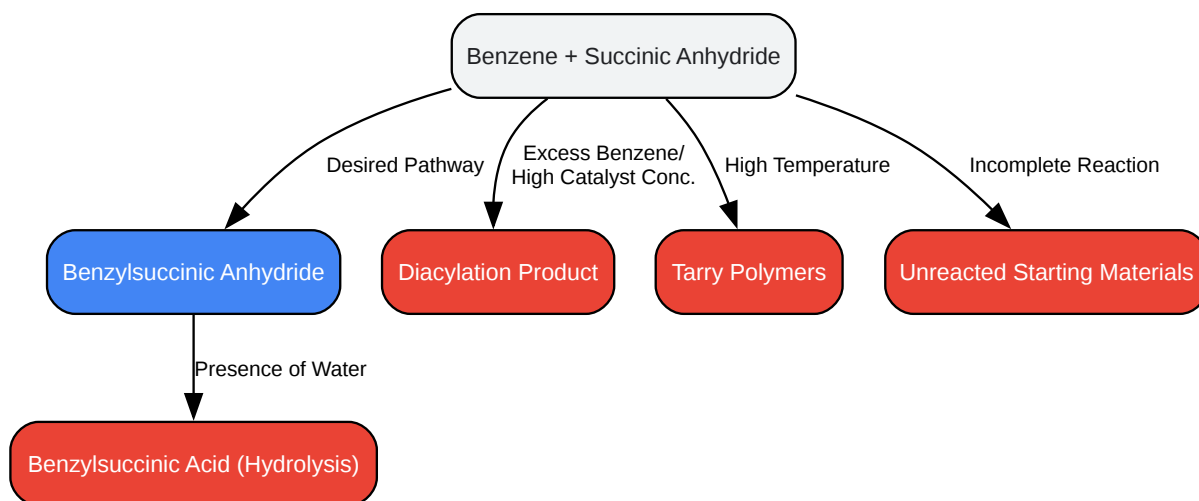 Benzene + Succinic Anhydride
Desired Pathway
Excess Benzene/
High Catalyst Conc.
High Temperature
Incomplete Reaction
Benzylsuccinic Anhydride
Diacylation Product
Tarry Polymers
Unreacted Starting Materials
Presence of Water
Benzylsuccinic Acid (Hydrolysis)